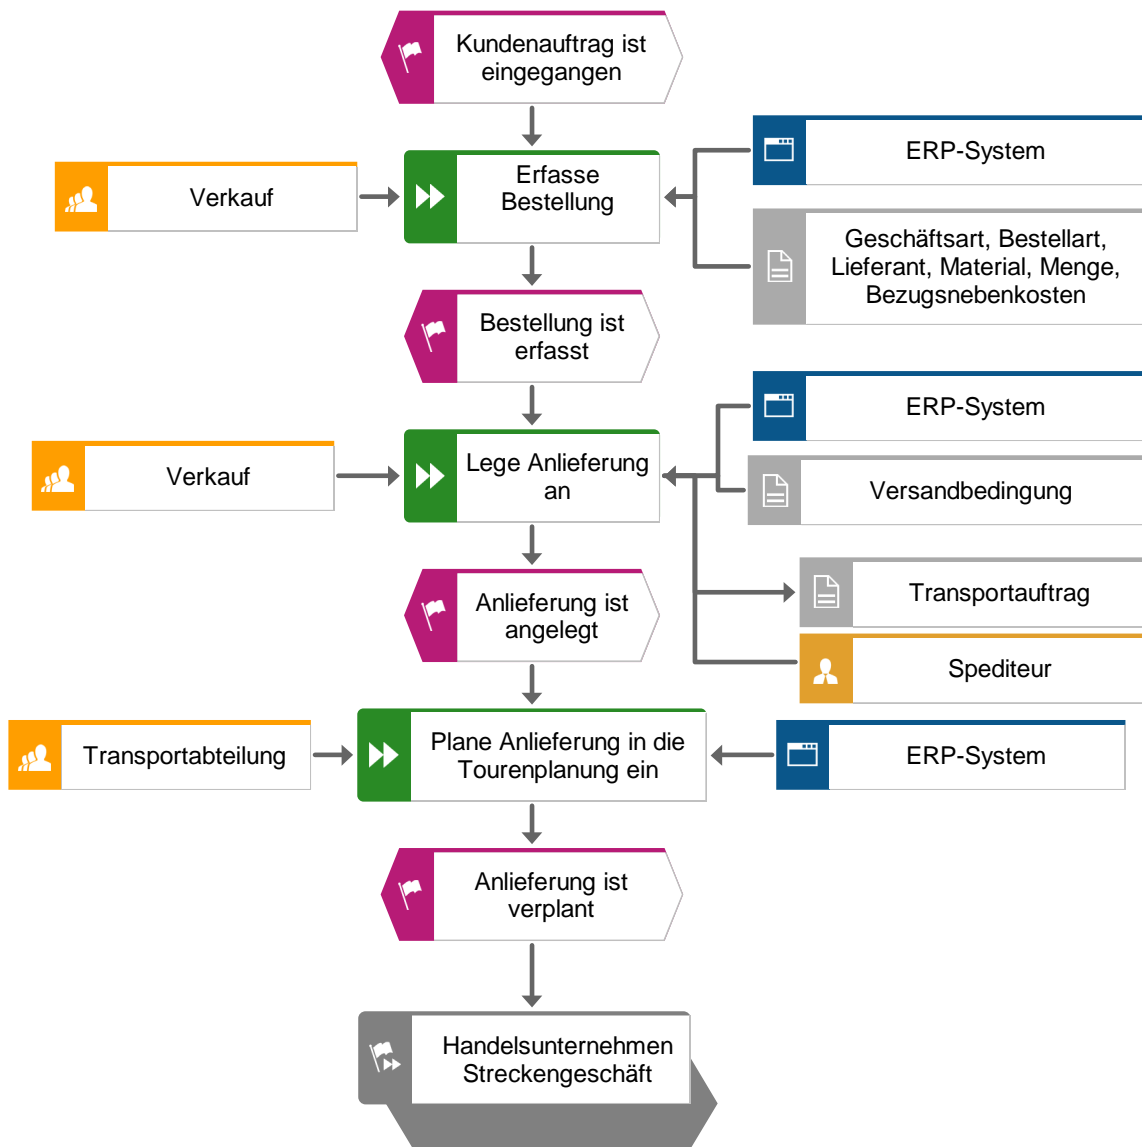 Kundenauftrag ist
eingegangen
Verkauf
Erfasse
Bestellung
ERP-System
Geschäftsart, Bestellart,
Lieferant, Material, Menge,
Bezugsnebenkosten
Bestellung ist
erfasst
ERP-System
Verkauf
Lege Anlieferung
an
Versandbedingung
Anlieferung ist
angelegt
Transportauftrag
Spediteur
Transportabteilung
Plane Anlieferung in die
Tourenplanung ein
ERP-System
Anlieferung ist
verplant
Handelsunternehmen
Streckengeschäft